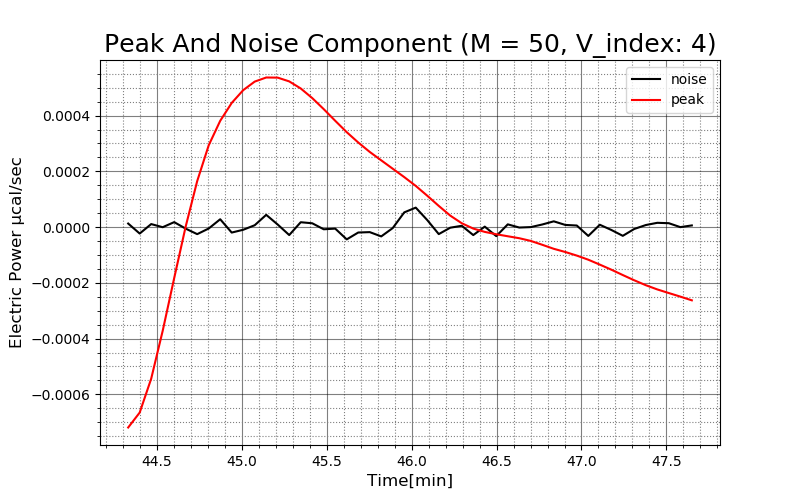 Peak And Noise Component (M = 50, V_index: 4)
noise
peak
Electric Power μcal/sec
0.0004
0.0002
0.0000
−0.0002
−0.0004
−0.0006
44.5 45.0 45.5 46.0 46.5 47.0 47.5
Time[min]